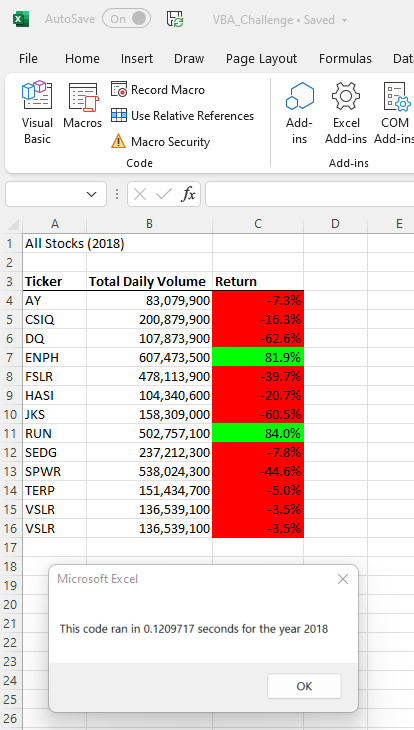 AutoSave Off VBA_Challenge • Saved
File Home Insert Draw Page Layout Formulas Dat
Visual Basic
Macros
Record Macro
Use Relative References
Macro Security
Code
Add-ins
Excel Add-ins
COM Add-ins
Add-ins
fx
A B C D E
1 All Stocks (2018)
2
3 Ticker Total Daily Volume Return
4 AY 83,079,900 -7.3%
5 CSIQ 200,879,900 -16.3%
6 DQ 107,873,900 -62.6%
7 ENPH 607,473,500 81.9%
8 FSLR 478,113,900 -39.7%
9 HASI 104,340,600 -20.7%
10 JKS 158,309,000 -60.5%
11 RUN 502,757,100 84.0%
12 SEDG 237,212,300 -7.8%
13 SPWR 538,024,300 -44.6%
14 TERP 151,434,700 -5.0%
15 VSLR 136,539,100 -3.5%
16 VSLR 136,539,100 -3.5%
17
18
19
20
21
22
23
24
25
26
Microsoft Excel
This code ran in 0.1209717 seconds for the year 2018
OK